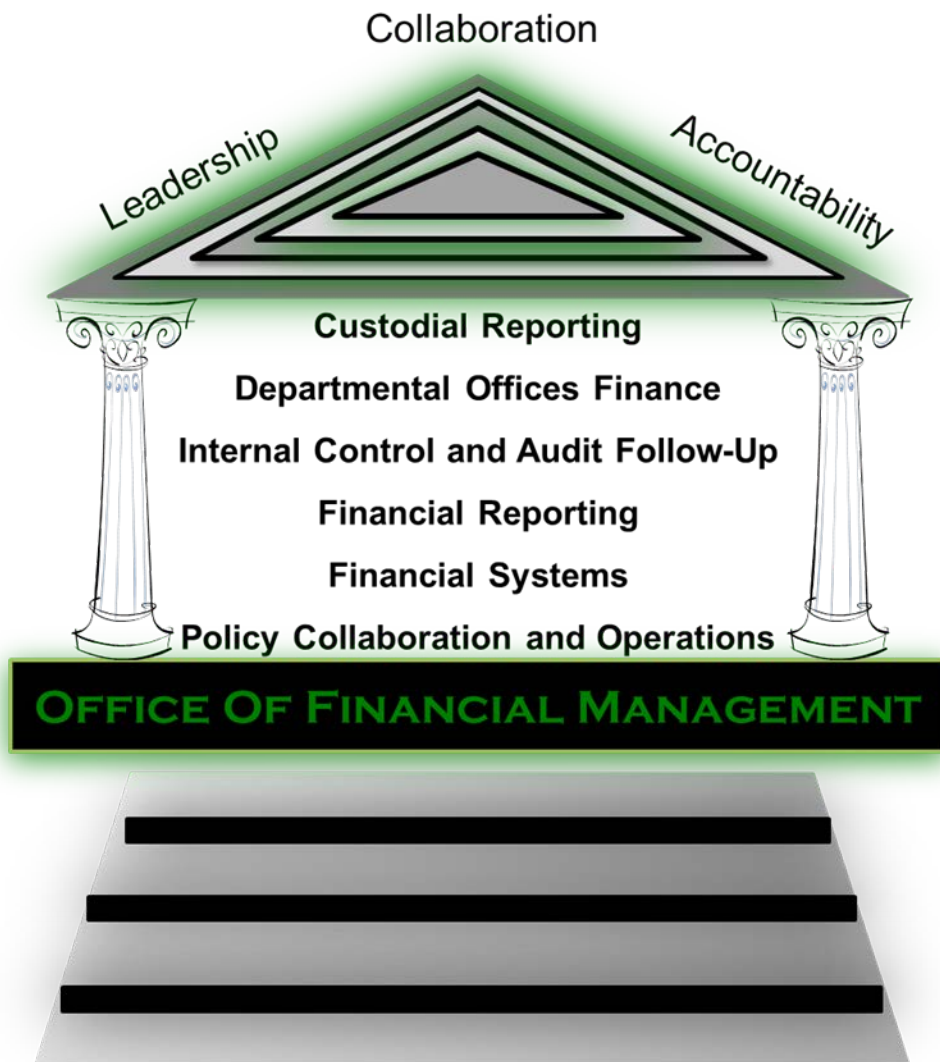 Collaboration
Leadership
Accountability
Custodial Reporting
Departmental Offices Finance
Internal Control and Audit Follow-Up
Financial Reporting
Financial Systems
Policy Collaboration and Operations
OFFICE OF FINANCIAL MANAGEMENT